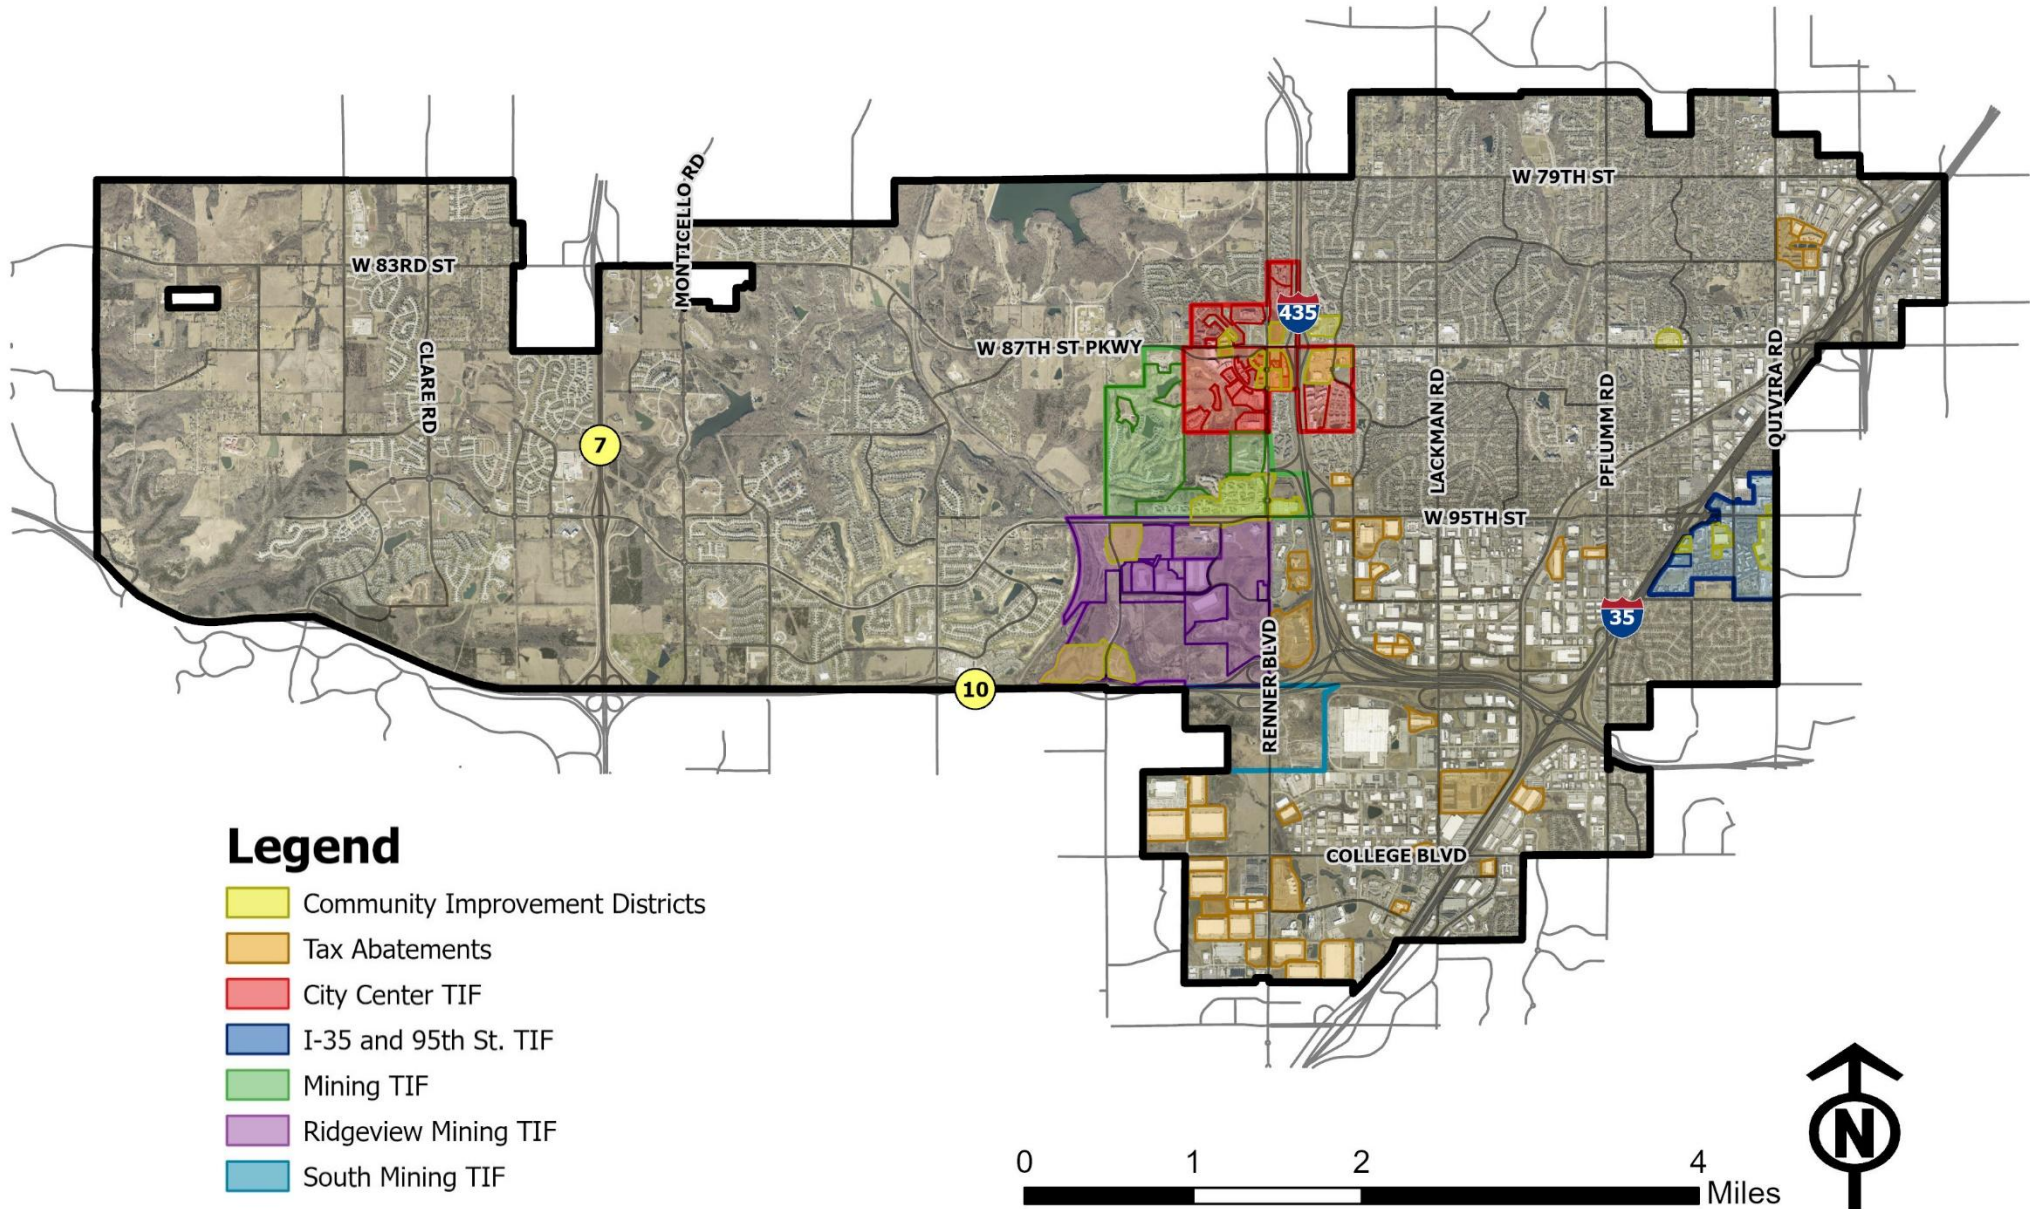 W 79TH ST
MONTICELLO RD
W 83RD ST
435
W 87TH ST PKWY
QUIVIRA RD
CLARE RD
LACKMAN RD
PFLUMM RD
7
W 95TH ST
35
RENNER BLVD
10
COLLEGE BLVD
Legend
Community Improvement Districts
Tax Abatements
City Center TIF
I-35 and 95th St. TIF
Mining TIF
Ridgeview Mining TIF
South Mining TIF
0 1 2 4
Miles
N